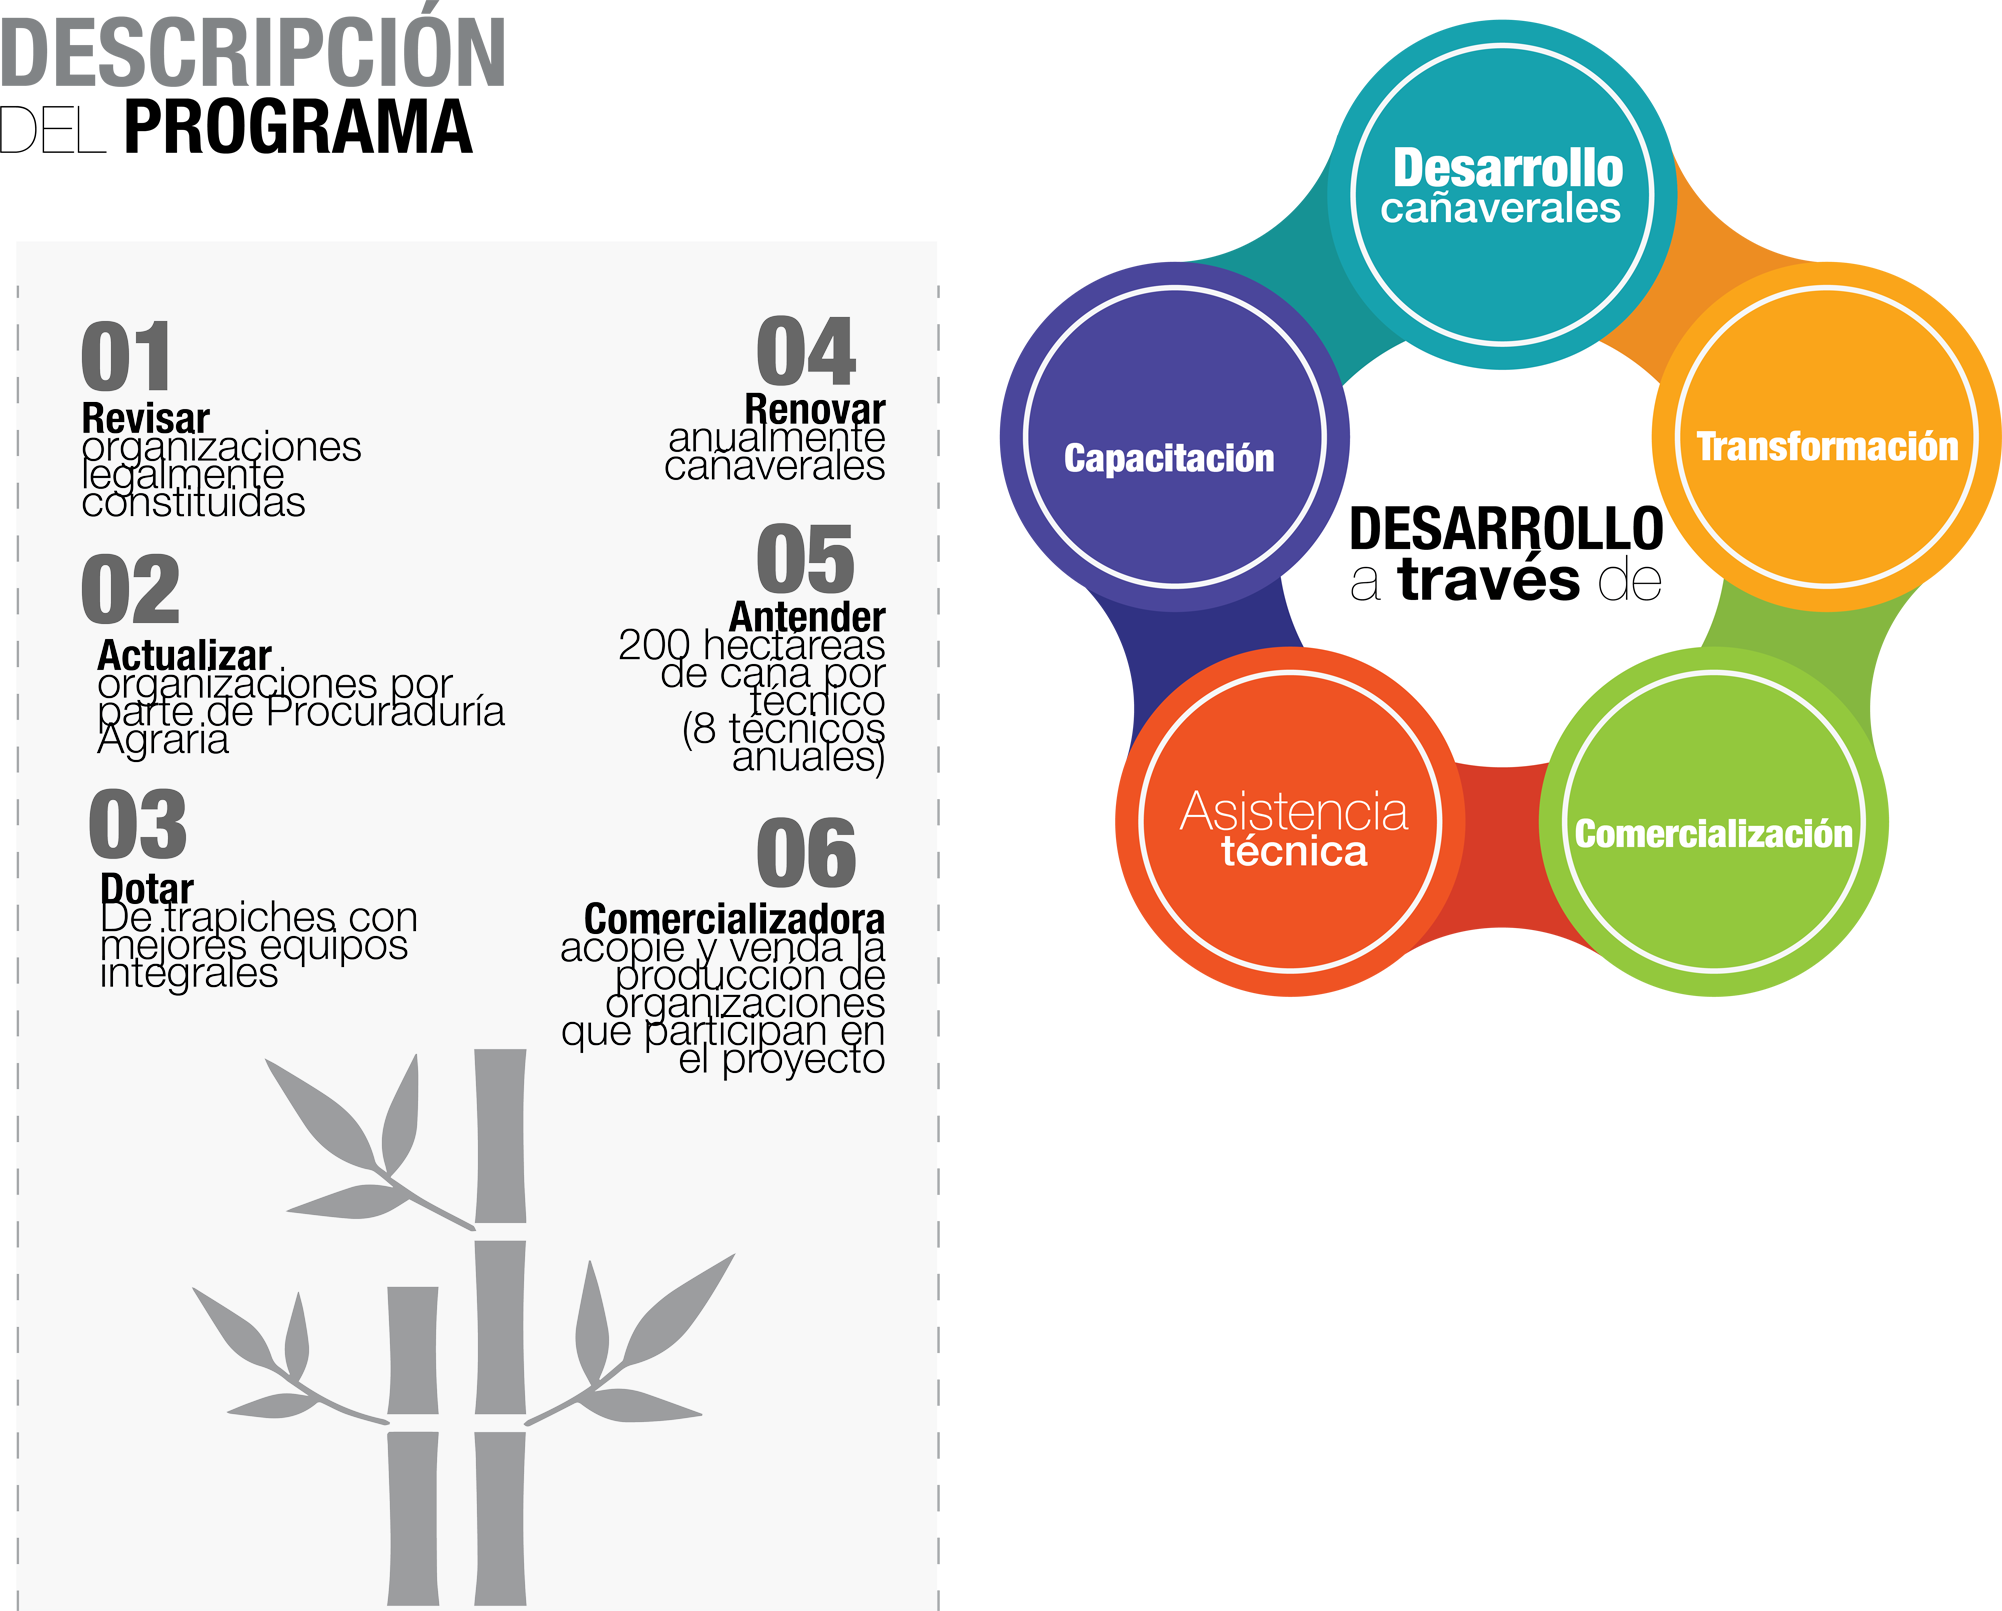 DESCRIPCIÓN
DEL PROGRAMA
01
Revisar
organizaciones
legalmente
constituidas
02
Actualizar
organizaciones por
parte de Procuraduría
Agraria
03
Dotar
De trapiches con
mejores equipos
integrales
04
Renovar
anualmente
cañaverales
05
Antender
200 hectáreas
de caña por
técnico
(8 técnicos
anuales)
06
Comercializadora
acopie y venda la
producción de
organizaciones
que participan en
el proyecto
Desarrollo
cañaverales
Capacitación
Transformación
DESARROLLO
a través de
Asistencia
técnica
Comercialización